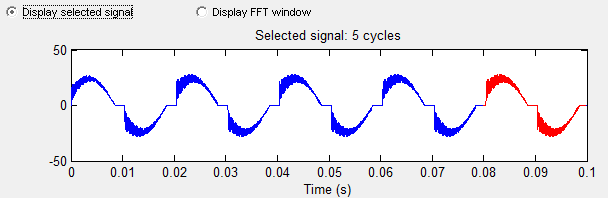 Display selected signal Display FFT window
Selected signal: 5 cycles
50
0
-50
0 0.01 0.02 0.03 0.04 0.05 0.06 0.07 0.08 0.09 0.1
Time (s)